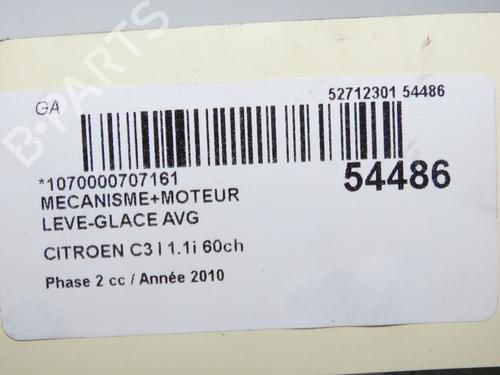 GA
52712301 54486
*1070000707161
54486
MECANISME+MOTEUR
LEVE-GLACE AVG
CITROEN C3 I 1.1i 60ch
Phase 2 cc / Année 2010
B-PARTS